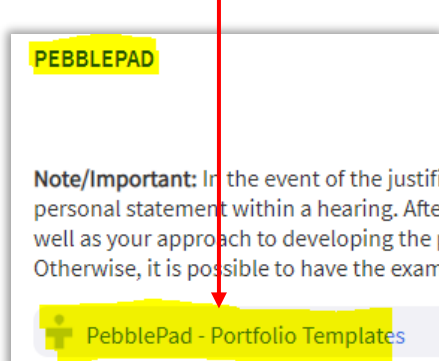 PEBBLEPAD
Note/Important: In the event of the justifi
personal statement within a hearing. Afte
well as your approach to developing the
Otherwise, it is possible to have the exam
PebblePad - Portfolio Templates